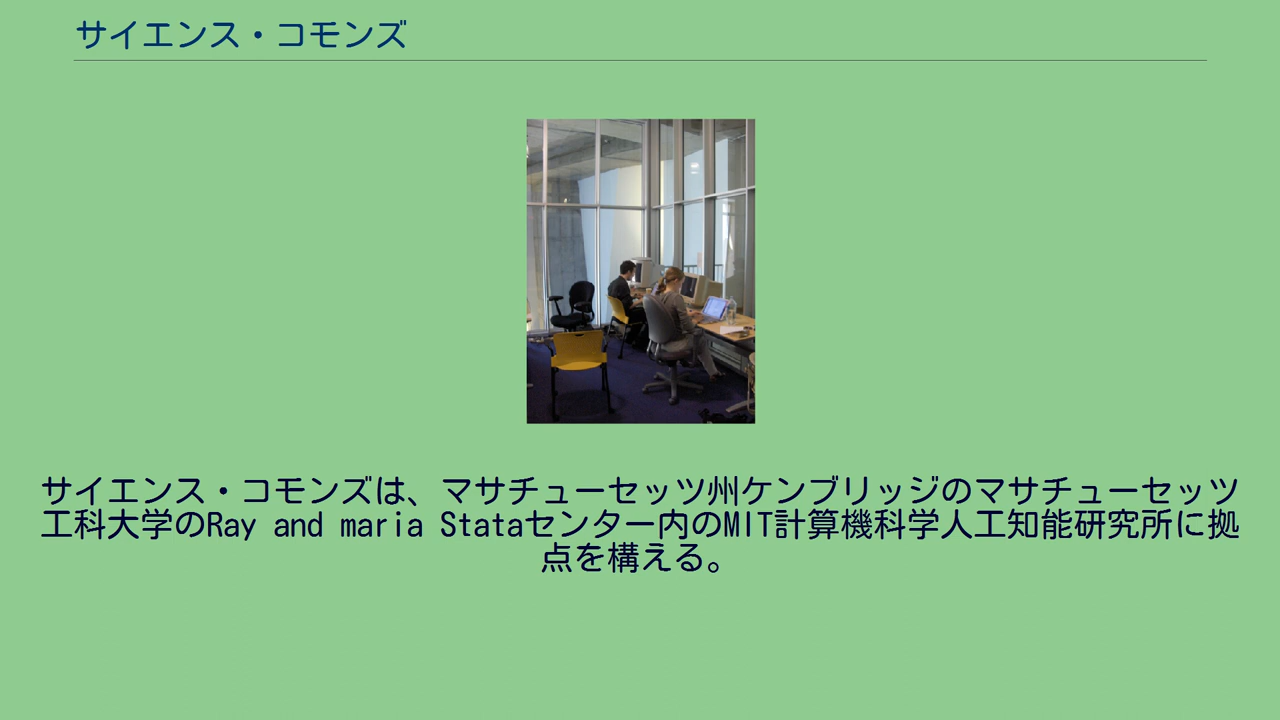 サイエンス・コモンズ
サイエンス・コモンズは、マサチューセッツ州ケンブリッジのマサチューセッツ
工科大学のRay and maria Stataセンター内のMIT計算機科学人工知能研究所に拠
点を構える。